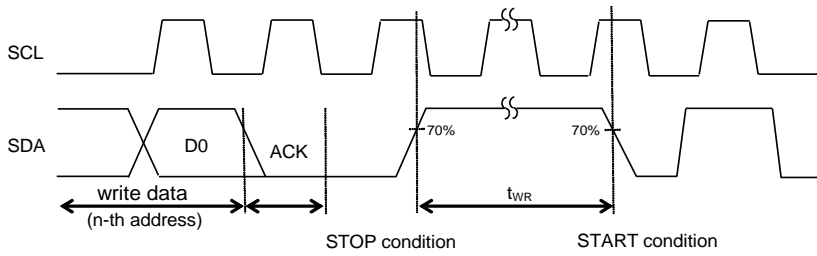 SCL
SDA
D0
ACK
70%
70%
write data
(n-th address)
tWR
STOP condition
START condition